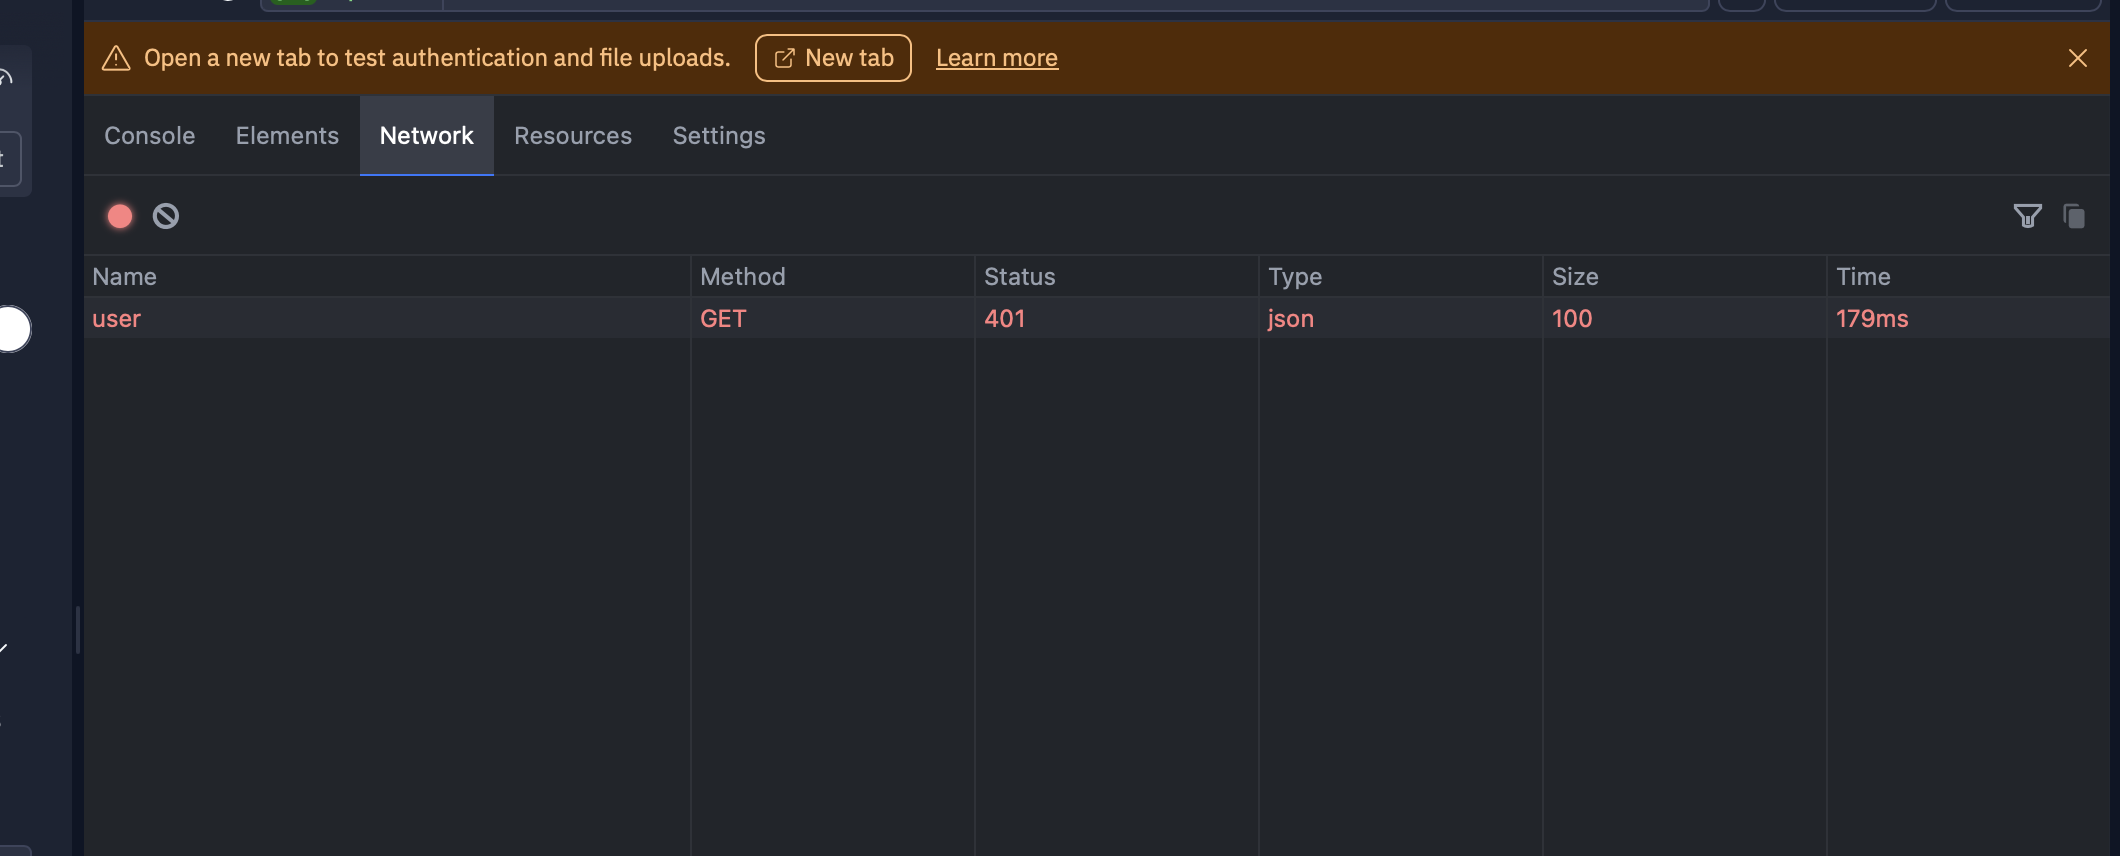 Open a new tab to test authentication and file uploads. New tab Learn more
Console Elements Network Resources Settings
Name Method Status Type Size Time
user GET 401 json 100 179ms